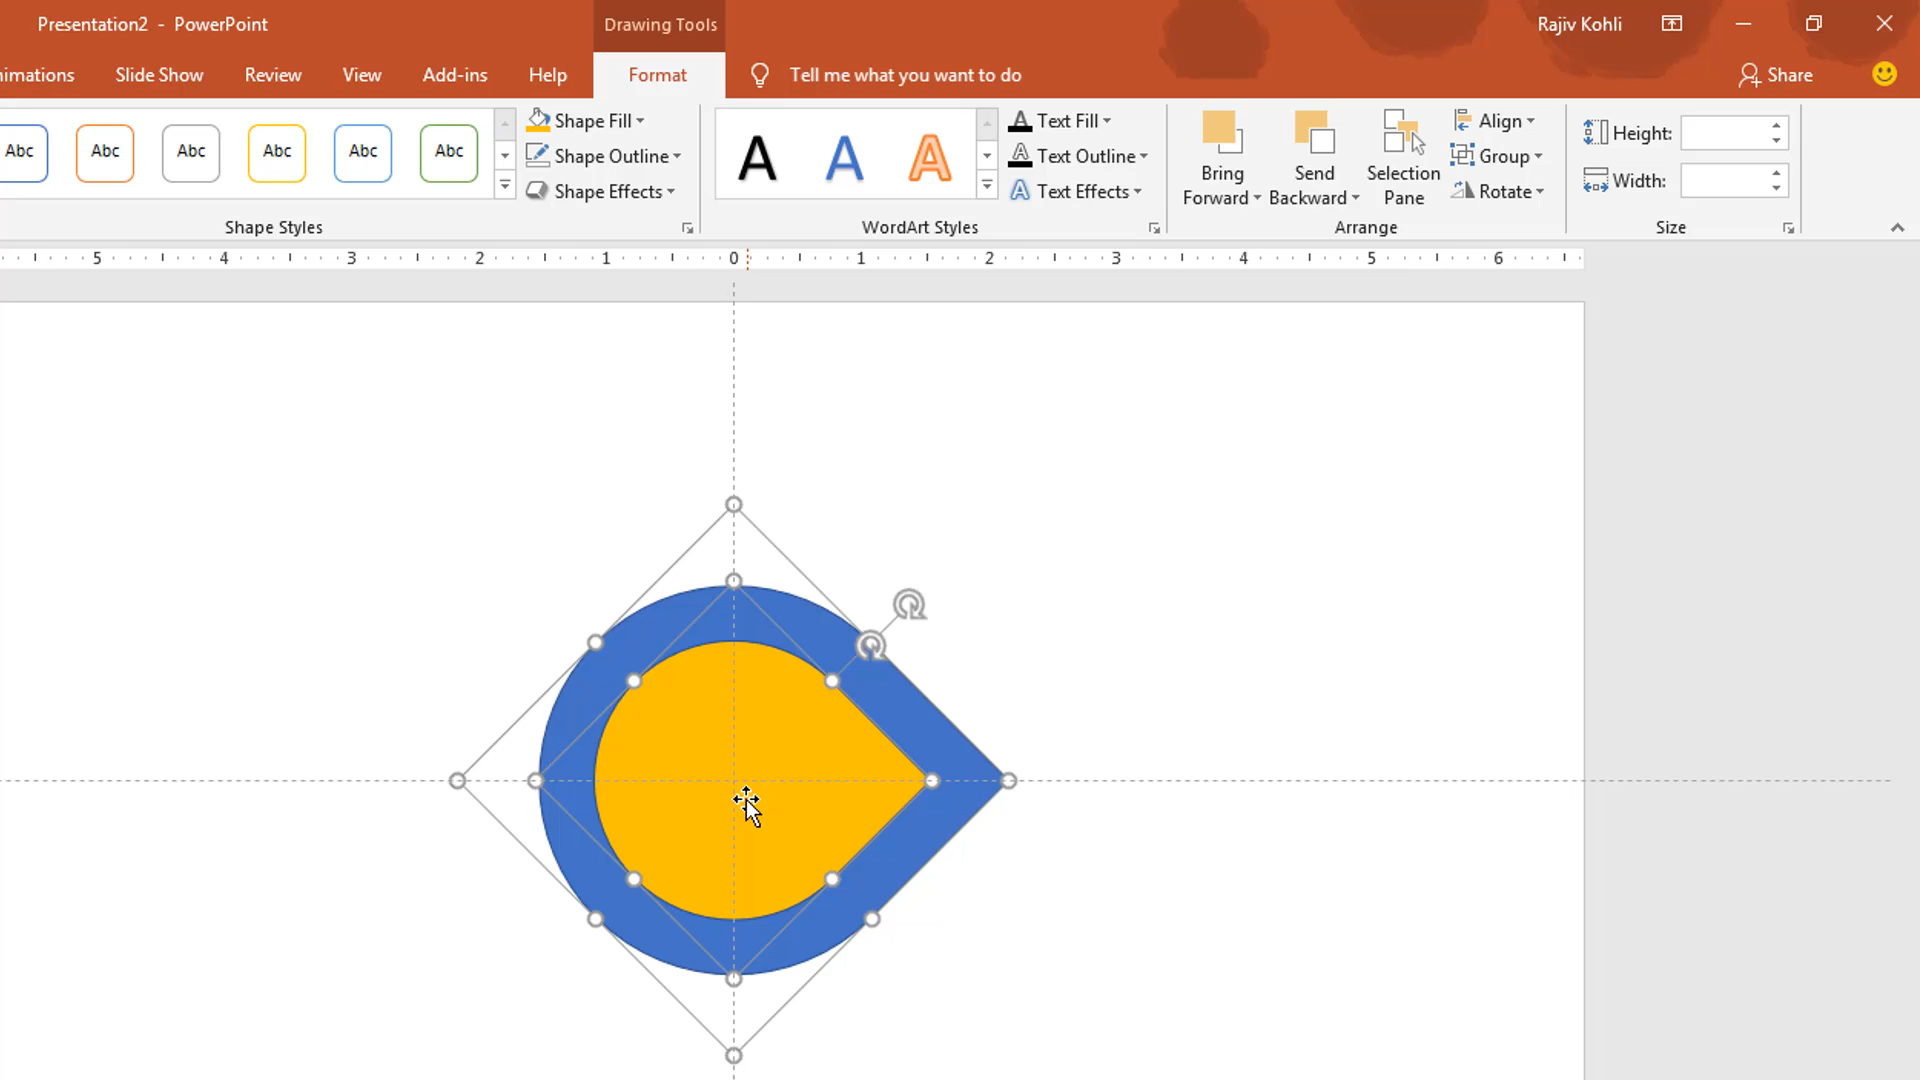 Presentation2 - PowerPoint
Drawing Tools
Rajiv Kohli
nimations Slide Show Review View Add-ins Help Format Tell me what you want to do Share
Abc Abc Abc Abc Abc Abc
Shape Fill
Shape Outline
Shape Effects
Shape Styles
A A A
Text Fill
Text Outline
Text Effects
WordArt Styles
Bring Forward
Send Backward
Selection Pane
Align
Group
Rotate
Arrange
Height:
Width:
Size
5 4 3 2 1 0 1 2 3 4 5 6